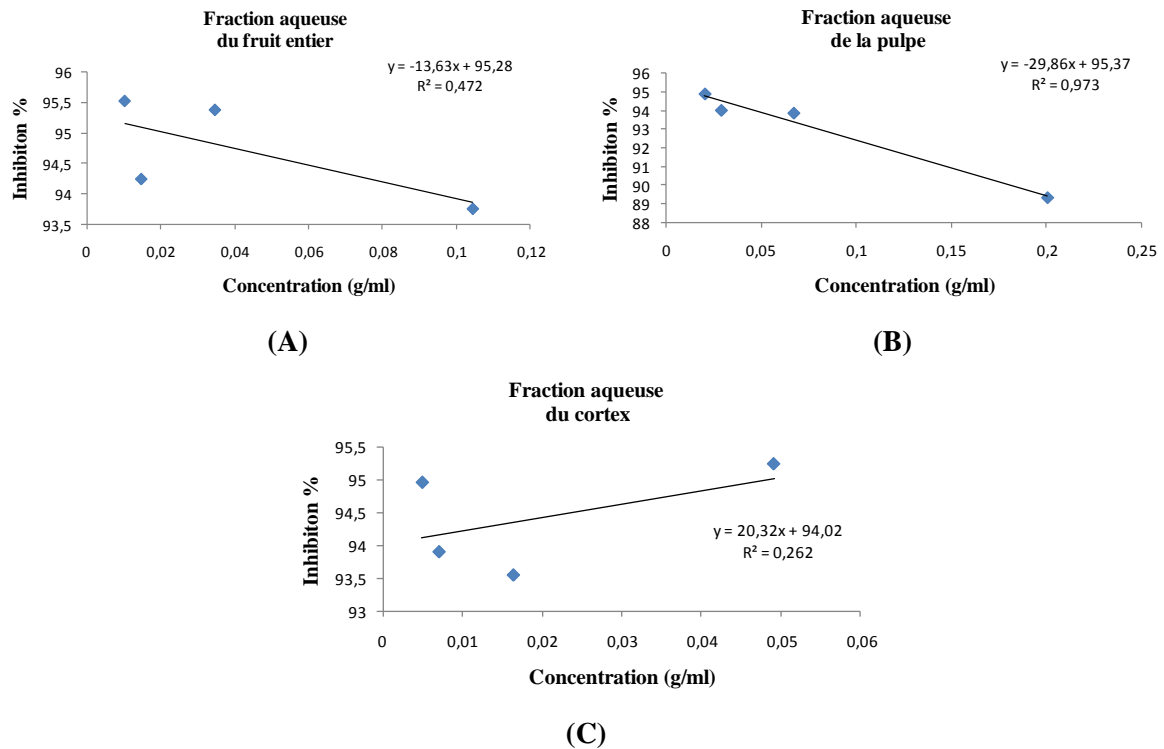 Fraction aqueuse
du fruit entier
y = -13,63x + 95,28
R² = 0,472
96
95,5
95
94,5
94
93,5
Inhibiton %
0 0,02 0,04 0,06 0,08 0,1 0,12
Concentration (g/ml)
(A)
Fraction aqueuse
de la pulpe
y = -29,86x + 95,37
R² = 0,973
96
95
94
93
92
91
90
89
88
Inhibiton %
0 0,05 0,1 0,15 0,2 0,25
Concentration (g/ml)
(B)
Fraction aqueuse
du cortex
95,5
95
94,5
94
93,5
93
Inhibiton %
y = 20,32x + 94,02
R² = 0,262
0 0,01 0,02 0,03 0,04 0,05 0,06
Concentration (g/ml)
(C)